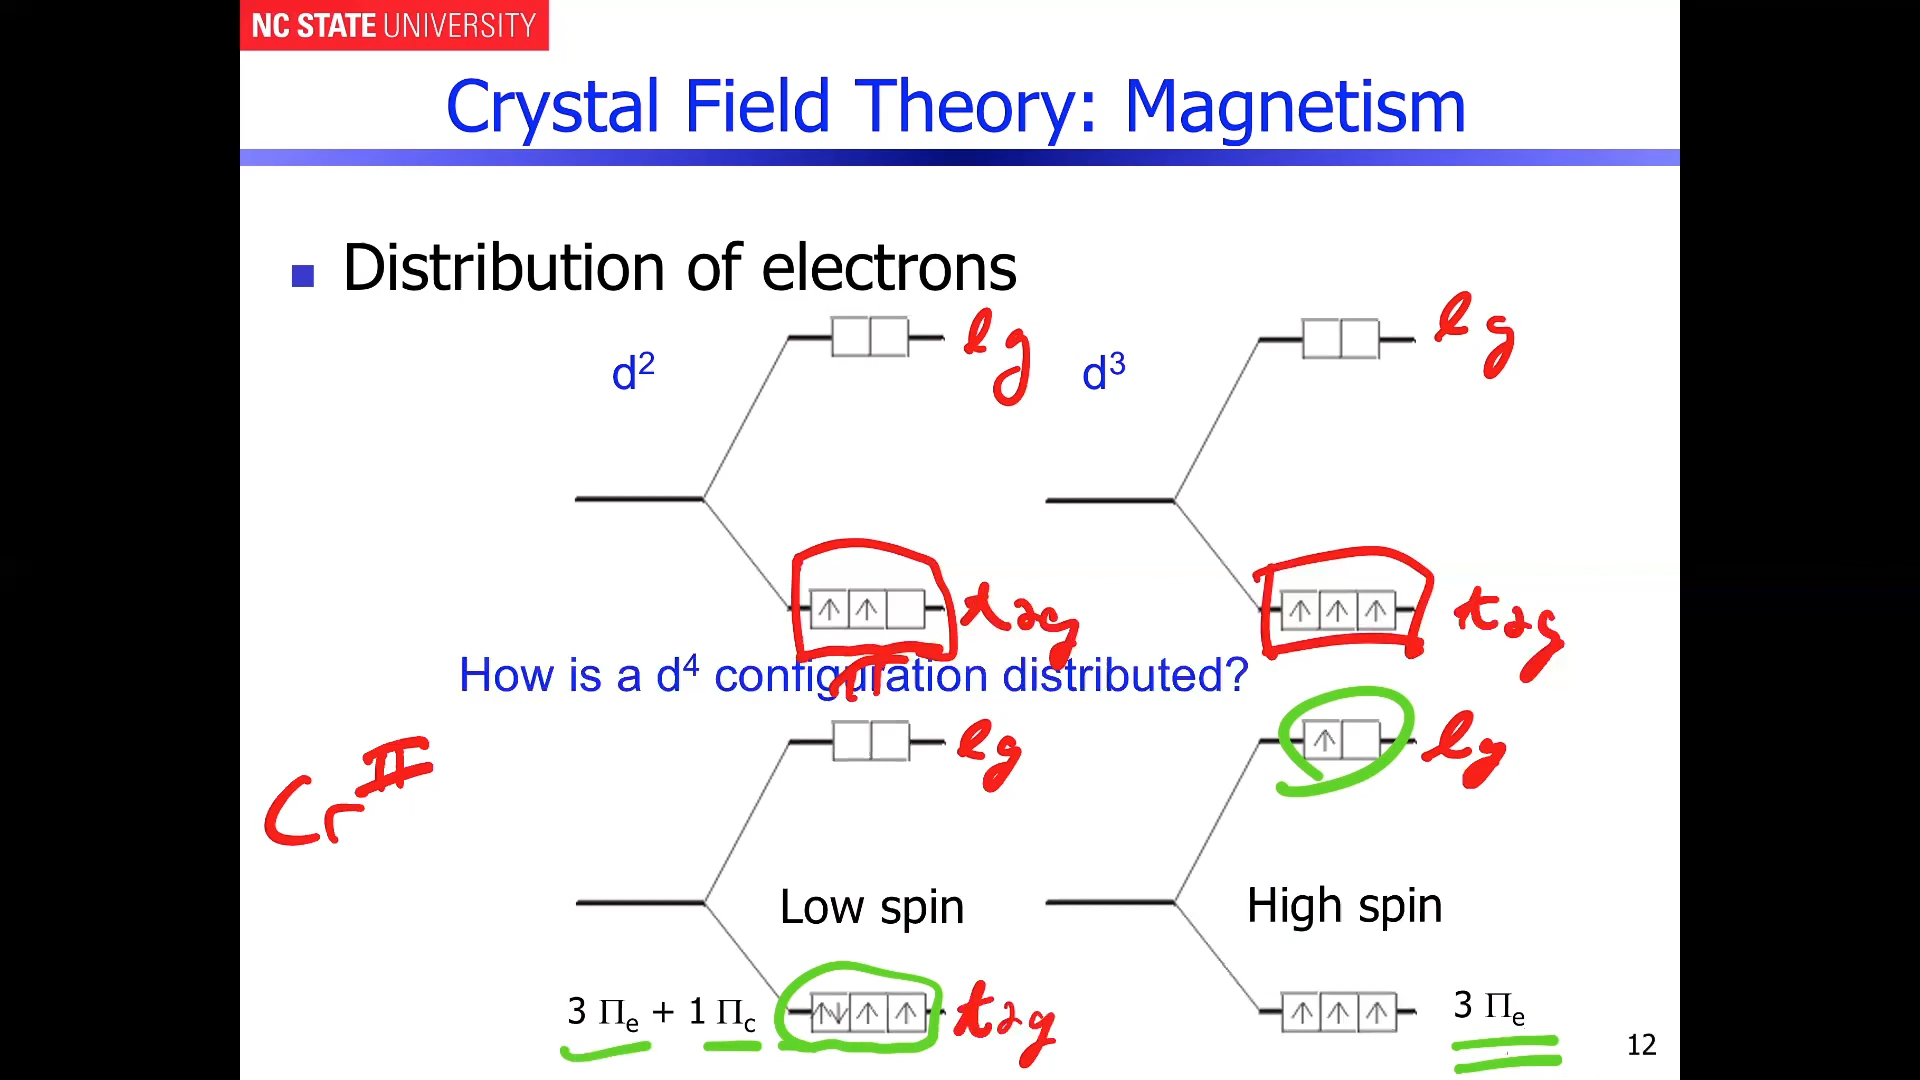 NC STATE UNIVERSITY
Crystal Field Theory: Magnetism
Distribution of electrons
d² eg d³ eg
t2g t2g
How is a d⁴ configuration distributed?
π
Cr^II eg eg
Low spin High spin
3 Πe + 1 Πc t2g 3 Πe
12